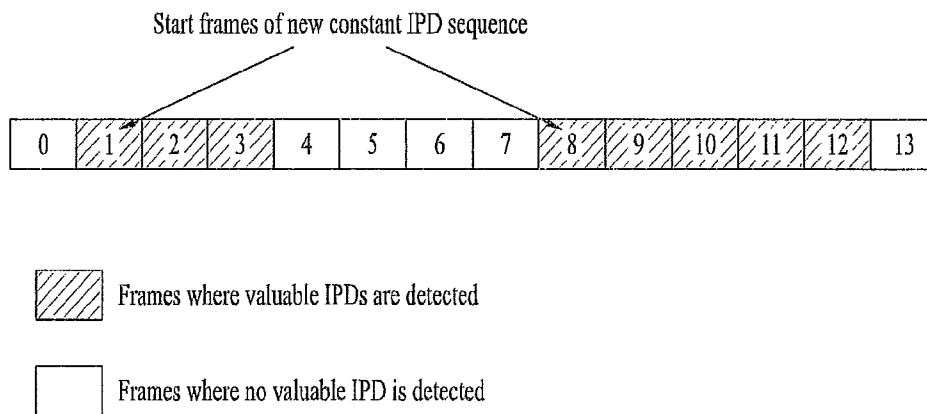 Start frames of new constant IPD sequence
0 1 2 3 4 5 6 7 8 9 10 11 12 13
Frames where valuable IPDs are detected
Frames where no valuable IPD is detected